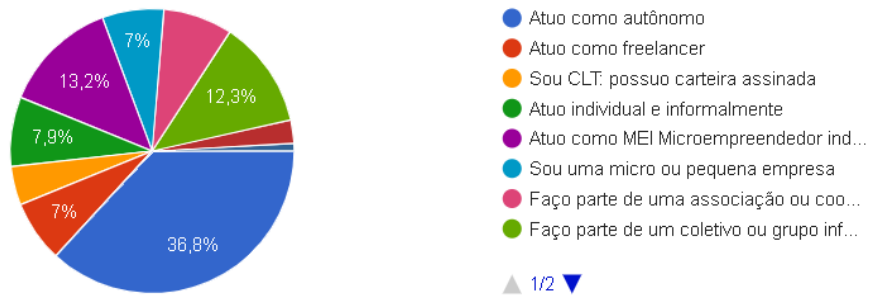 7%
13,2%
12,3%
7,9%
7%
36,8%
Atuo como autônomo
Atuo como freelancer
Sou CLT: possuo carteira assinada
Atuo individual e informalmente
Atuo como MEI Microempreendedor ind...
Sou uma micro ou pequena empresa
Faço parte de uma associação ou coo...
Faço parte de um coletivo ou grupo inf...
1/2